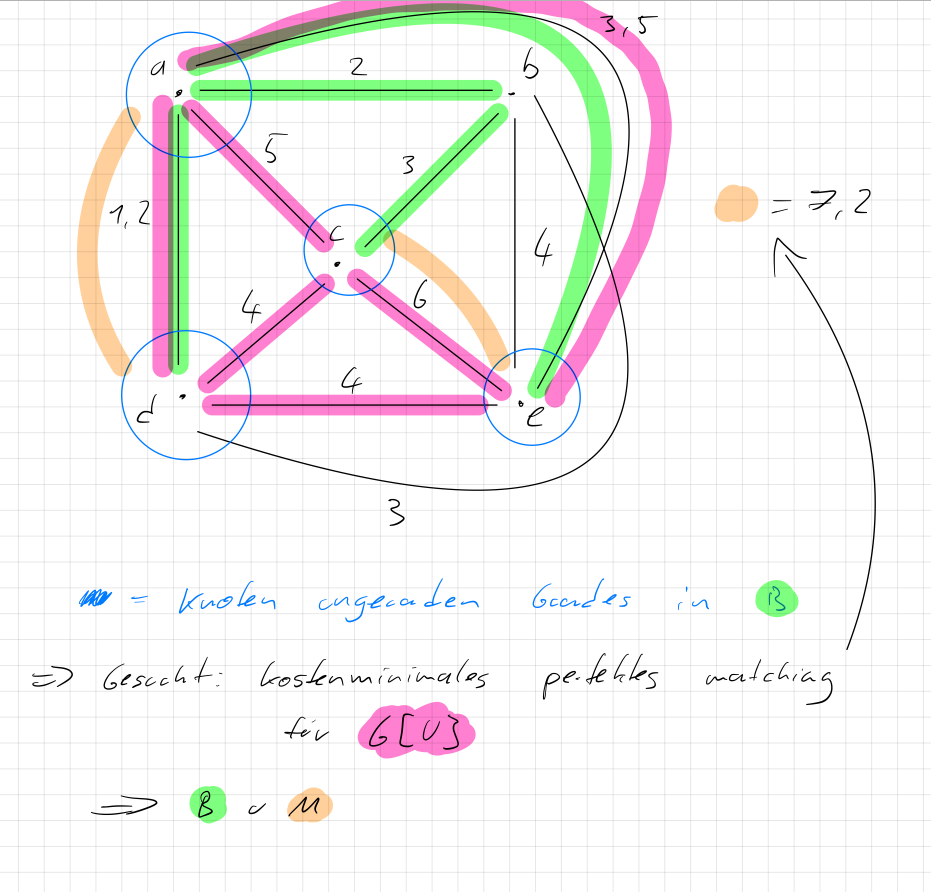 3,5
a
2
b
5
3
1,2
c
= 7,2
4
4
6
4
d
e
3
= Knoten ungeraden Grades in B
=> Gesucht: kostenminimales perfektes matching
für G[U]
=> B ∪ M